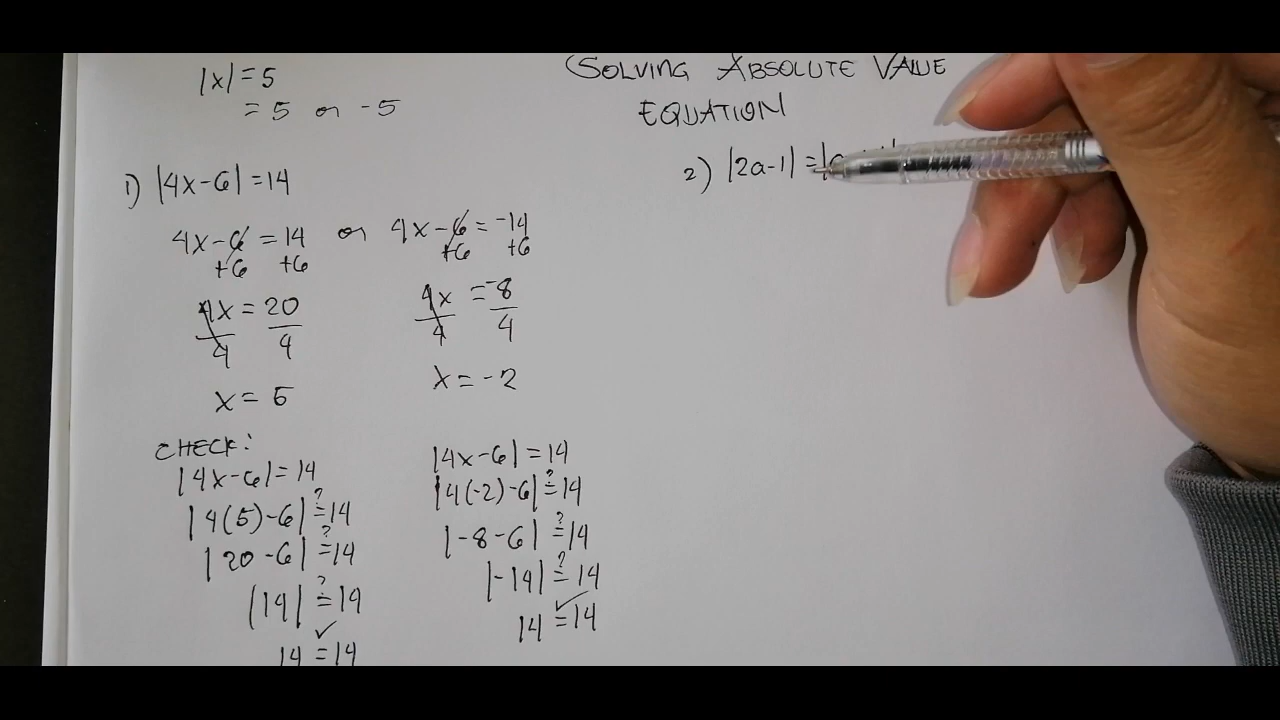 |x| = 5
= 5 or -5
1) |4x-6| = 14
4x-6 = 14 or 4x-6 = -14
+6 +6 +6 +6
4x = 20
4 4
x = 5
4x = -8
4 4
x = -2
CHECK:
|4x-6| = 14
|4(5)-6| ≟ 14
|20-6| ≟ 14
|14| ≟ 14
14 = 14 ✓
|4x-6| = 14
|4(-2)-6| ≟ 14
|-8-6| ≟ 14
|-14| ≟ 14
14 = 14 ✓
SOLVING ABSOLUTE VALUE
EQUATION
2) |2a-1| =